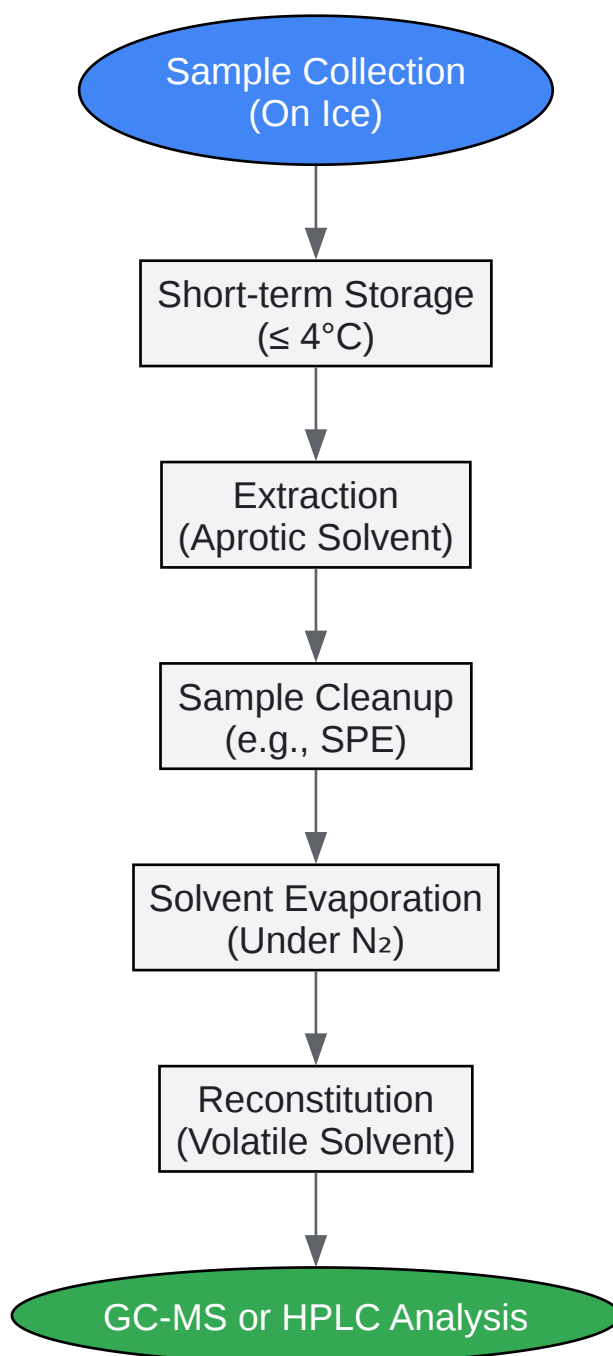 Sample Collection
(On Ice)
Short-term Storage
(≤ 4°C)
Extraction
(Aprotic Solvent)
Sample Cleanup
(e.g., SPE)
Solvent Evaporation
(Under N₂)
Reconstitution
(Volatile Solvent)
GC-MS or HPLC Analysis